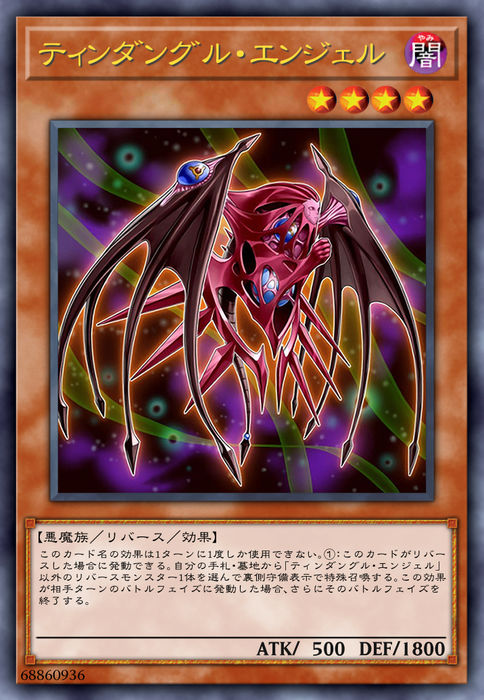 ティンダングル・エンジェル
やみ
闇
【悪魔族／リバース／効果】
このカード名の効果は1ターンに1度しか使用できない。①：このカードがリバー
スした場合に発動できる。自分の手札・墓地から「ティンダングル・エンジェル」
以外のリバースモンスター1体を選んで裏側守備表示で特殊召喚する。この効果
が相手ターンのバトルフェイズに発動した場合、さらにそのバトルフェイズを
終了する。
ATK/ 500 DEF/1800
68860936